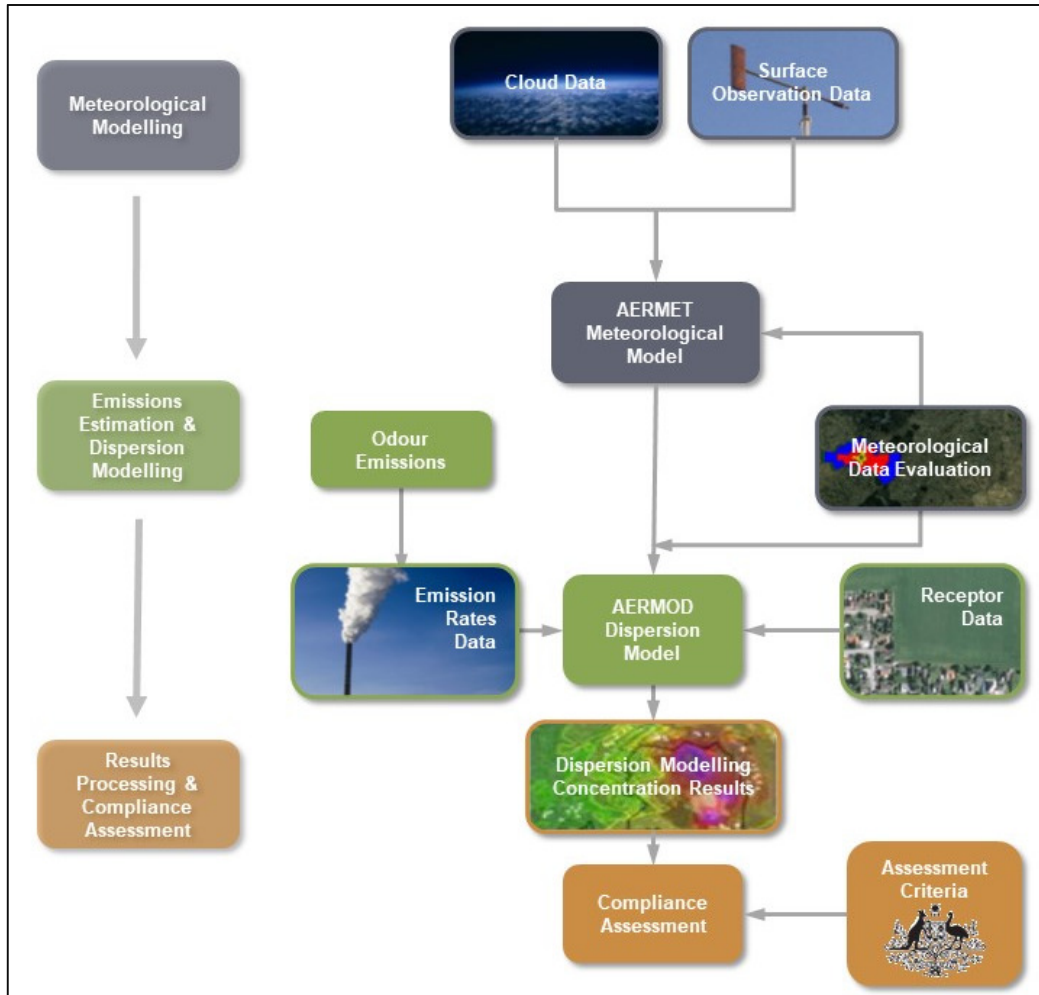 Meteorological
Modelling
Cloud Data
Surface
Observation Data
AERMET
Meteorological
Model
Emissions
Estimation &
Dispersion
Modelling
Odour
Emissions
Meteorological
Data Evaluation
Emission
Rates
Data
AERMOD
Dispersion
Model
Receptor
Data
Results
Processing &
Compliance
Assessment
Dispersion Modelling
Concentration Results
Compliance
Assessment
Assessment
Criteria